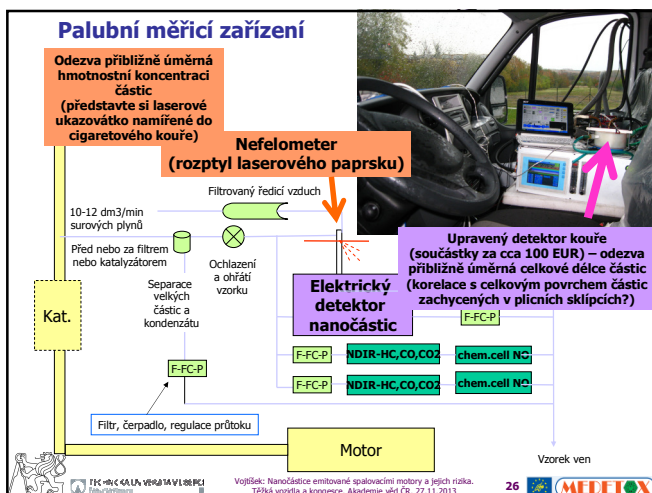 Palubní měřicí zařízení
Odezva přibližně úměrná
hmotnostní koncentraci
částic
(představte si laserové
ukazovátko namířené do
cigaretového kouře)
Nefelometer
(rozptyl laserového paprsku)
Filtrovaný ředicí vzduch
10-12 dm3/min
surových plynů
Před nebo za filtrem
nebo katalyzátorem
Ochlazení
a ohřátí
vzorku
Separace
velkých
částic a
kondenzátu
Upravený detektor kouře
(součástky za cca 100 EUR) – odezva
přibližně úměrná celkové délce částic
(korelace s celkovým povrchem částic
zachycených v plicních sklípcích?)
Elektrický
detektor
nanočástic
Kat.
F-FC-P
F-FC-P NDIR-HC,CO,CO2 chem.cell NO
F-FC-P NDIR-HC,CO,CO2 chem.cell NO
F-FC-P
Filtr, čerpadlo, regulace průtoku
Motor
Vzorek ven
TECHNICKÁ UNIVERZITA V LIBERCI
Vojtíšek: Nanočástice emitované spalovacími motory a jejich rizika.
Těžká vozidla a kongesce, Akademie věd ČR, 27.11.2013
26
MEDETOX